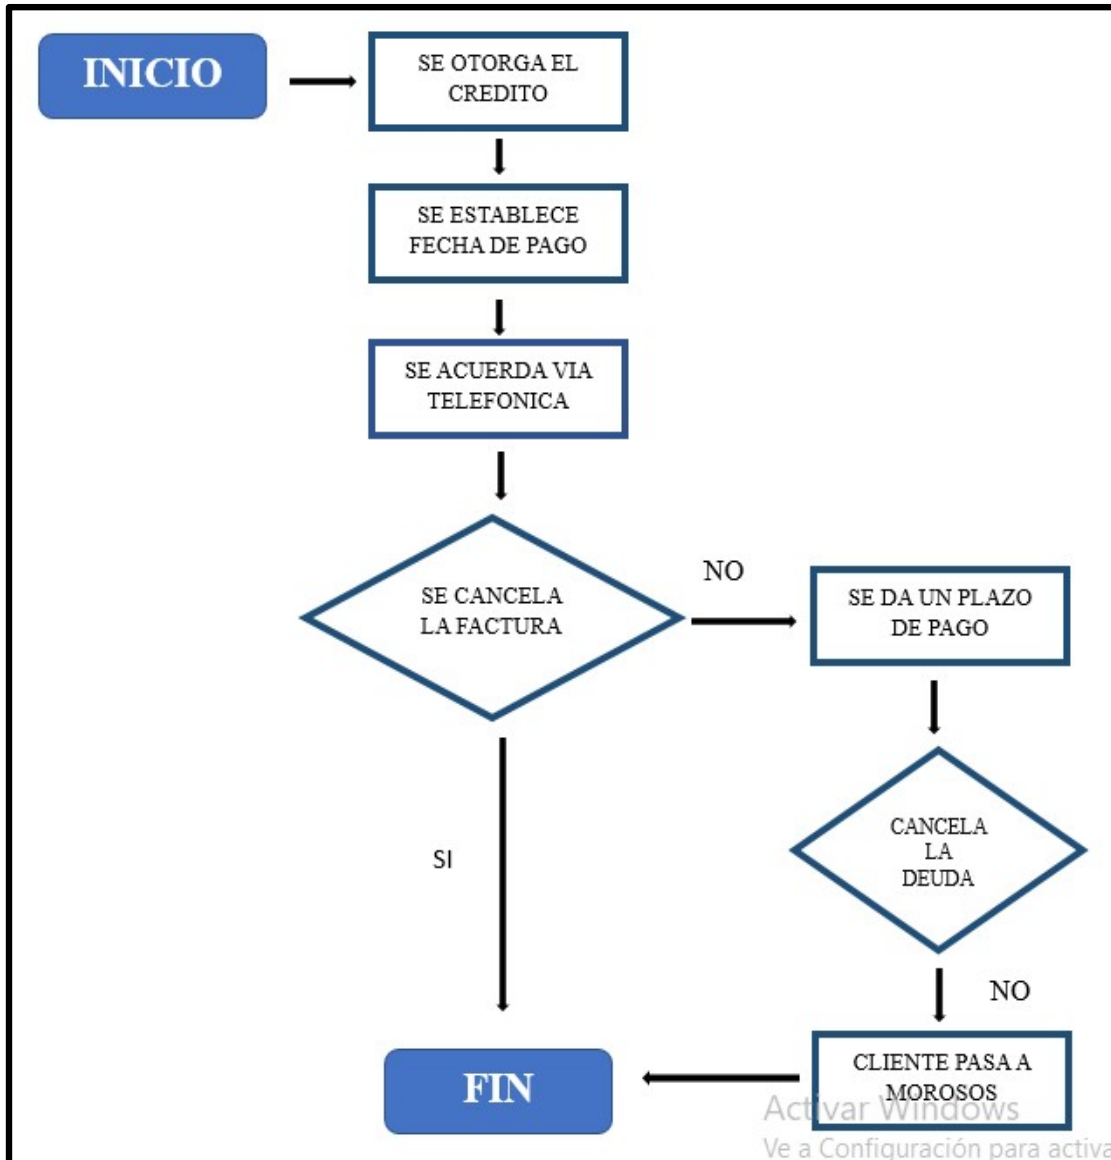 INICIO
SE OTORGA EL
CREDITO
SE ESTABLECE
FECHA DE PAGO
SE ACUERDA VIA
TELEFONICA
SE CANCELA
LA FACTURA
NO
SE DA UN PLAZO
DE PAGO
CANCELA
LA
DEUDA
SI
NO
CLIENTE PASA A
MOROSOS
FIN
Activar Windows
Ve a Configuración para activa